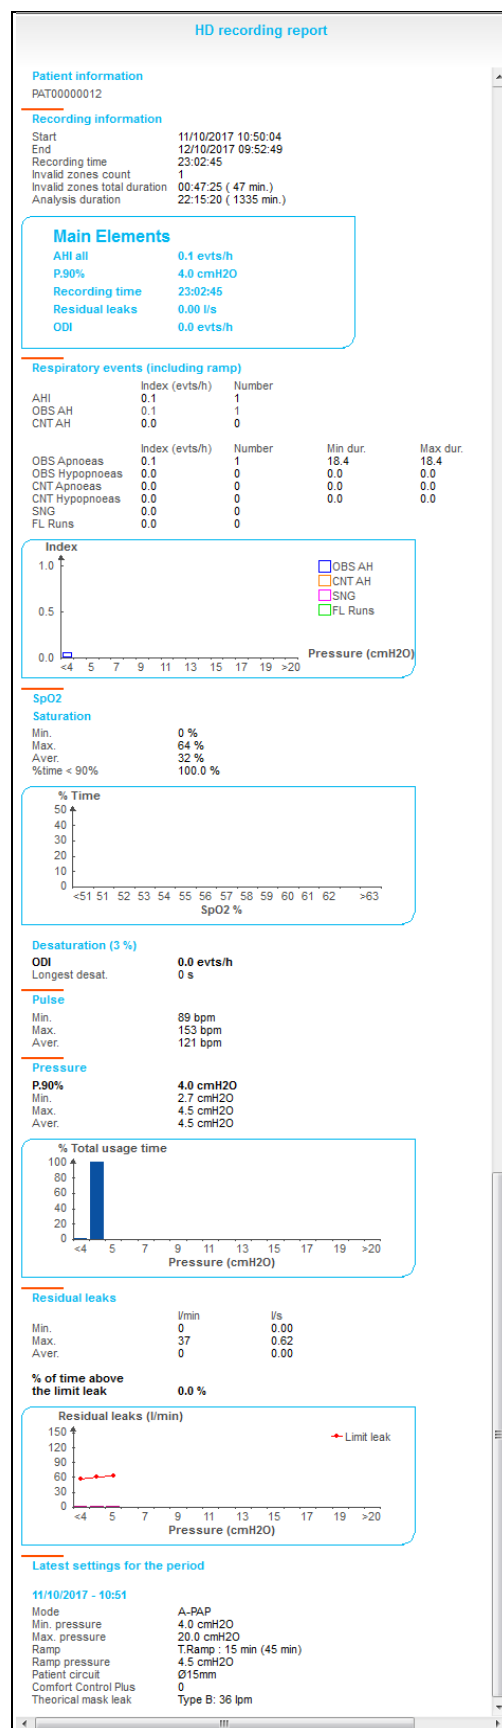 HD recording report
Patient information
PAT00000012
Recording information
Start 11/10/2017 10:50:04
End 12/10/2017 09:52:49
Recording time 23:02:45
Invalid zones count 1
Invalid zones total duration 00:47:25 ( 47 min.)
Analysis duration 22:15:20 ( 1335 min.)
Main Elements
AHI all 0.1 evts/h
P.90% 4.0 cmH2O
Recording time 23:02:45
Residual leaks 0.00 l/s
ODI 0.0 evts/h
Respiratory events (including ramp)
Index (evts/h) Number
AHI 0.1 1
OBS AH 0.1 1
CNT AH 0.0 0
Index (evts/h) Number Min dur. Max dur.
OBS Apnoeas 0.1 1 18.4 18.4
OBS Hypopnoeas 0.0 0 0.0 0.0
CNT Apnoeas 0.0 0 0.0 0.0
CNT Hypopnoeas 0.0 0 0.0 0.0
SNG 0.0 0
FL Runs 0.0 0
Index
1.0
0.5
0.0
OBS AH
CNT AH
SNG
FL Runs
Pressure (cmH2O)
<4 5 7 9 11 13 15 17 19 >20
SpO2
Saturation
Min. 0 %
Max. 64 %
Aver. 32 %
%time < 90% 100.0 %
% Time
50
40
30
20
10
0
<51 51 52 53 54 55 56 57 58 59 60 61 62 >63
SpO2 %
Desaturation (3 %)
ODI 0.0 evts/h
Longest desat. 0 s
Pulse
Min. 89 bpm
Max. 153 bpm
Aver. 121 bpm
Pressure
P.90% 4.0 cmH2O
Min. 2.7 cmH2O
Max. 4.5 cmH2O
Aver. 4.5 cmH2O
% Total usage time
100
80
60
40
20
0
<4 5 7 9 11 13 15 17 19 >20
Pressure (cmH2O)
Residual leaks
l/min l/s
Min. 0 0.00
Max. 37 0.62
Aver. 0 0.00
% of time above
the limit leak 0.0 %
Residual leaks (l/min)
150
120
90
60
30
0
Limit leak
<4 5 7 9 11 13 15 17 19 >20
Pressure (cmH2O)
Latest settings for the period
11/10/2017 - 10:51
Mode A-PAP
Min. pressure 4.0 cmH2O
Max. pressure 20.0 cmH2O
Ramp T.Ramp : 15 min (45 min)
Ramp pressure 4.5 cmH2O
Patient circuit Ø15mm
Comfort Control Plus 0
Theorical mask leak Type B: 36 lpm